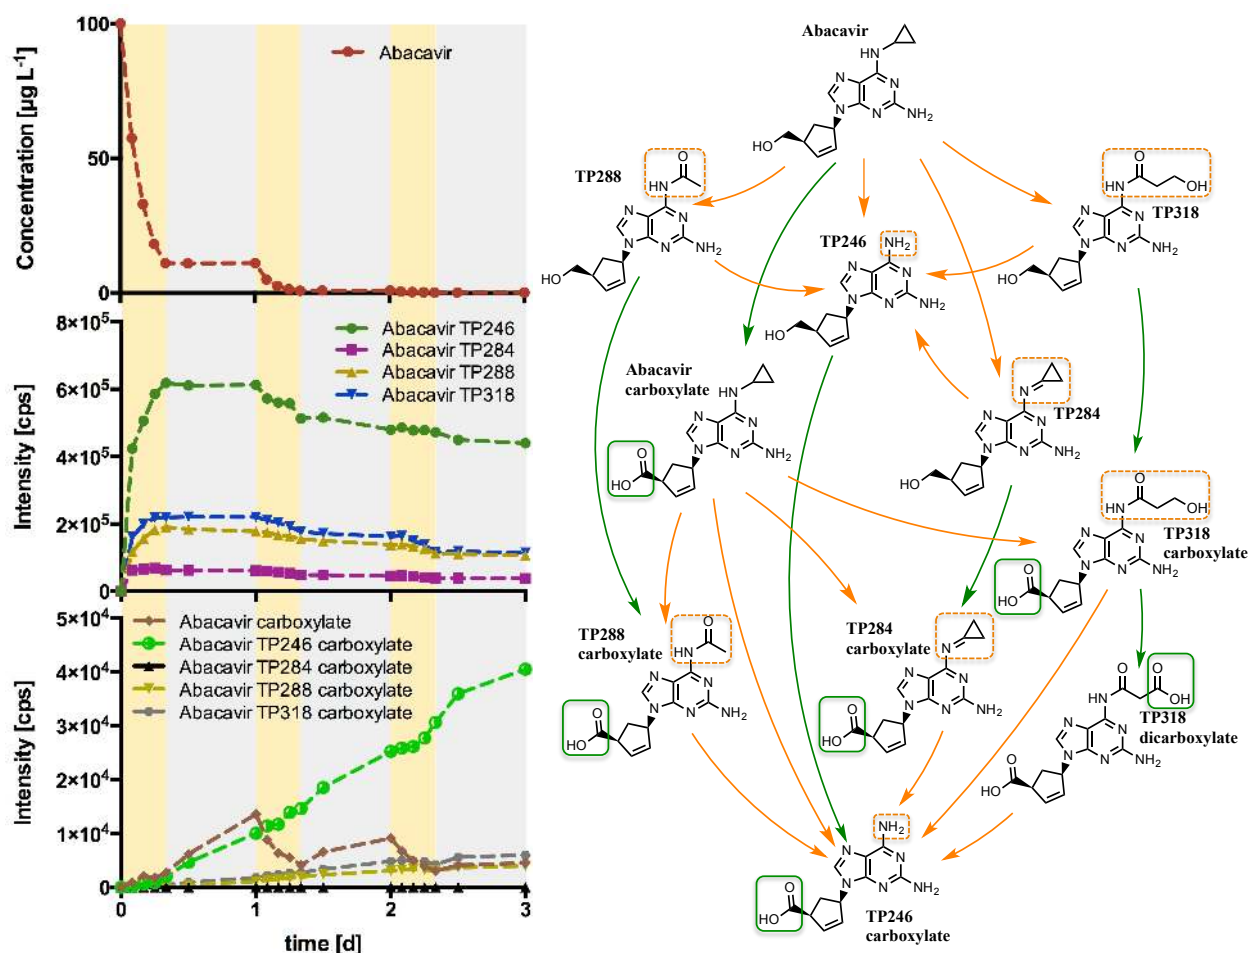 100
50
0
Concentration [µg L⁻¹]
Abacavir
8×10⁵
6×10⁵
4×10⁵
2×10⁵
0
Intensity [cps]
Abacavir TP246
Abacavir TP284
Abacavir TP288
Abacavir TP318
5×10⁴
4×10⁴
3×10⁴
2×10⁴
1×10⁴
0
Intensity [cps]
Abacavir carboxylate
Abacavir TP246 carboxylate
Abacavir TP284 carboxylate
Abacavir TP288 carboxylate
Abacavir TP318 carboxylate
0 1 2 3
time [d]
Abacavir
HN
N N
N N NH₂
HO
TP288
O
HN
N N
N N NH₂
HO
TP246
NH₂
N N
N N NH₂
HO
O
HN OH
TP318
N N
N N NH₂
HO
Abacavir
carboxylate
HN
N N
N N NH₂
O
HO
N
TP284
N N
N N NH₂
HO
O
HN OH
TP318
carboxylate
N N
N N NH₂
O
HO
TP288
carboxylate
O
HN
N N
N N NH₂
O
HO
TP284
carboxylate
N
N N
N N NH₂
O
HO
O O
HN OH
TP318
dicarboxylate
N N
N N NH₂
O
HO
NH₂
N N
N N NH₂
O
HO
TP246
carboxylate